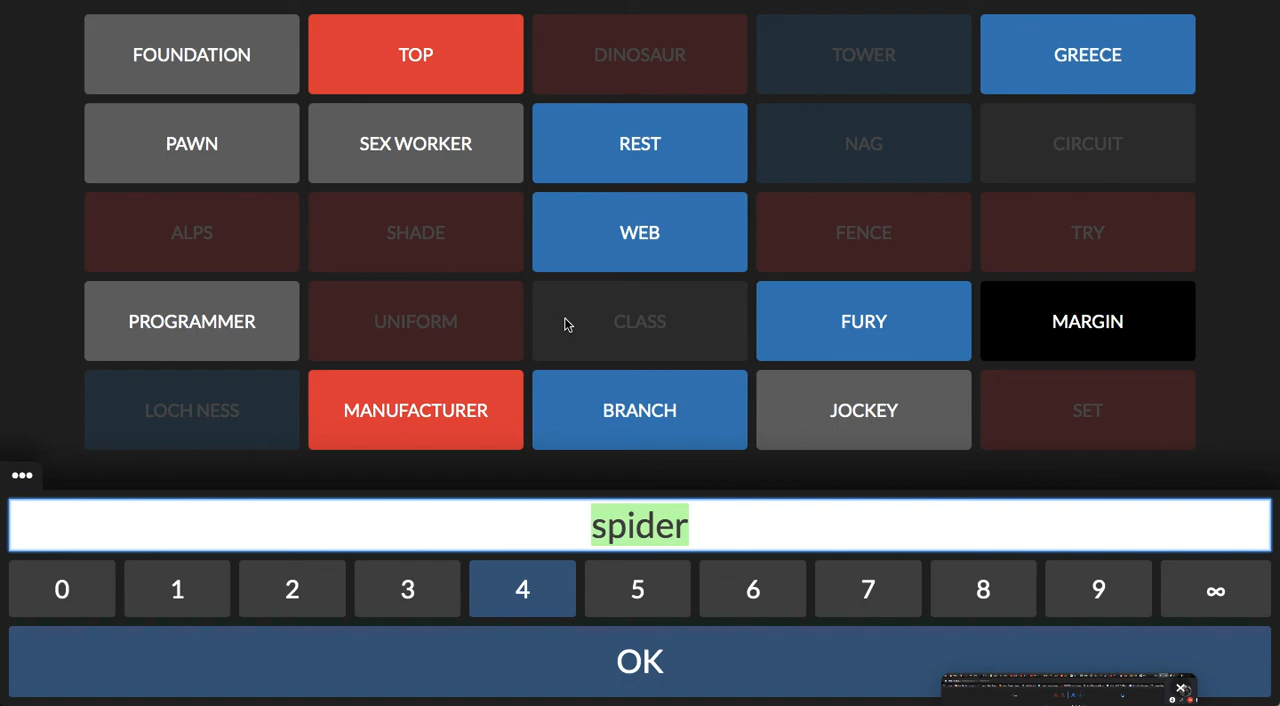 FOUNDATION TOP DINOSAUR TOWER GREECE
PAWN SEX WORKER REST NAG CIRCUIT
ALPS SHADE WEB FENCE TRY
PROGRAMMER UNIFORM CLASS FURY MARGIN
LOCH NESS MANUFACTURER BRANCH JOCKEY SET
•••
spider
0 1 2 3 4 5 6 7 8 9 ∞
OK